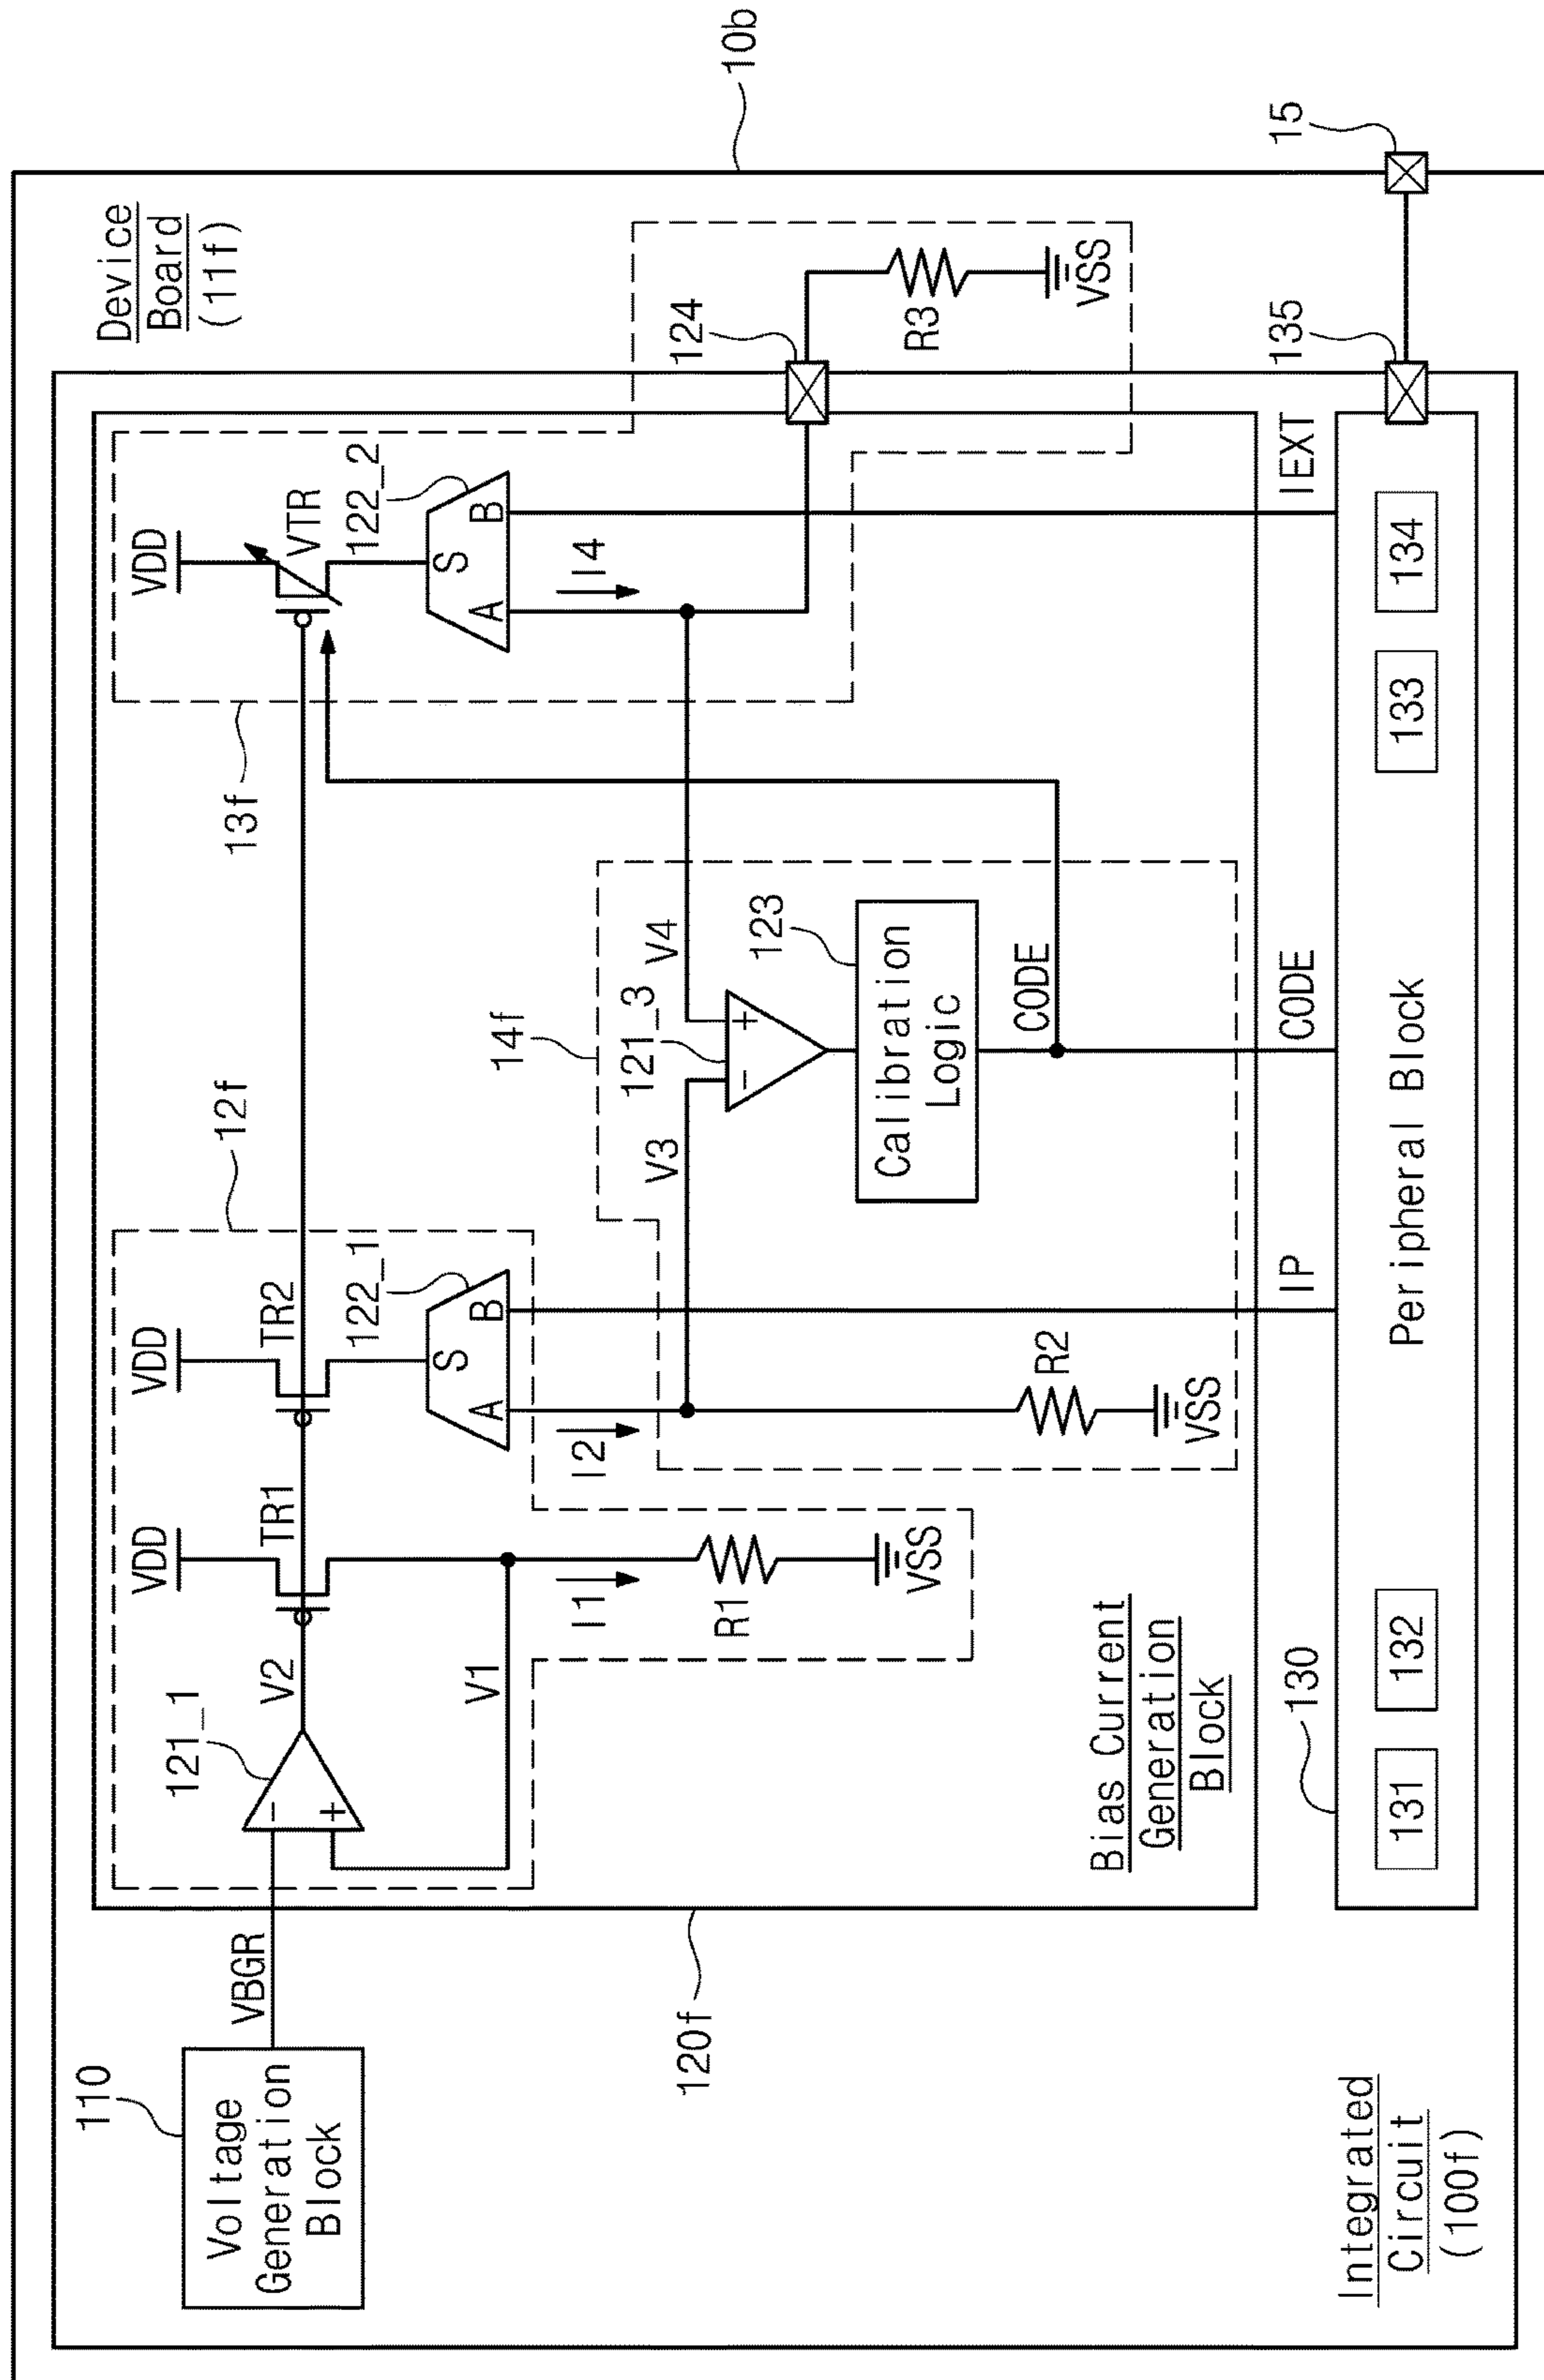 Device
Board
(11f)
10b
110
Voltage
Generation
Block
VBGR
121_1
V2
V1
VDD
TR1
I1
R1
VSS
VDD
TR2
122_1
S
A
B
I2
R2
VSS
12f
V3
V4
14f
121_3
-
+
-
+
123
Calibration
Logic
CODE
13f
VDD
VTR
122_2
S
A
B
I4
124
R3
VSS
120f
Bias Current
Generation
Block
IP
CODE
IEXT
130
131
132
Peripheral Block
133
134
135
15
Integrated
Circuit
(100f)